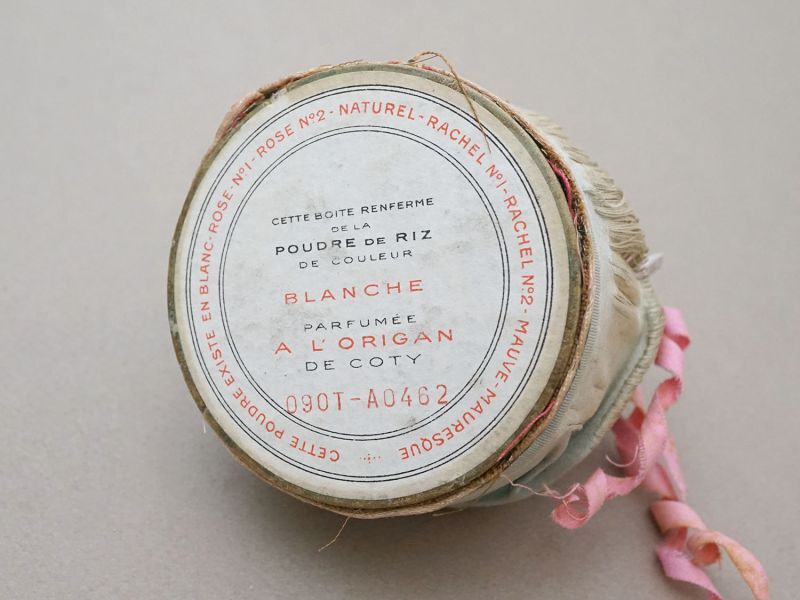 CETTE BOITE RENFERME
DE LA
POUDRE DE RIZ
DE COULEUR
BLANCHE
PARFUMÉE
A L'ORIGAN
DE COTY
090T-A0462
CETTE POUDRE EXISTE EN BLANC-ROSE-Nº1-ROSE Nº2-NATUREL-RACHEL Nº1-RACHEL Nº2-MAUVE-MAURESQUE